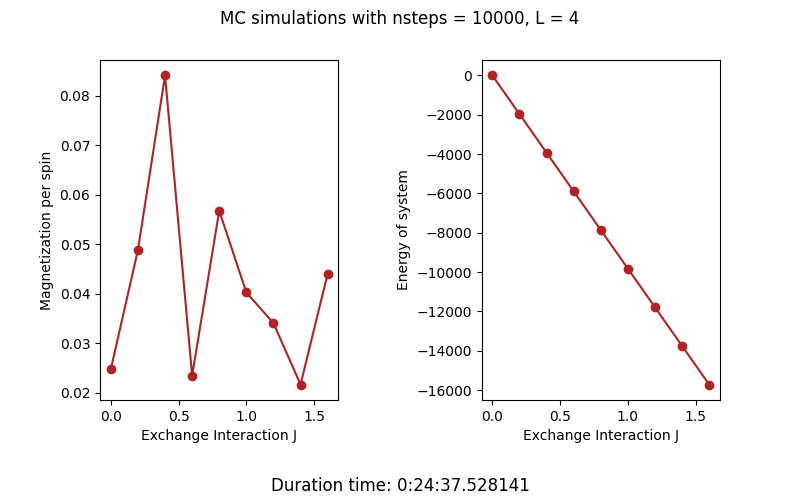 MC simulations with nsteps = 10000, L = 4
0.08
0.07
0.06
0.05
0.04
0.03
0.02
Magnetization per spin
0.0 0.5 1.0 1.5
Exchange Interaction J
0
−2000
−4000
−6000
−8000
−10000
−12000
−14000
−16000
Energy of system
0.0 0.5 1.0 1.5
Exchange Interaction J
Duration time: 0:24:37.528141